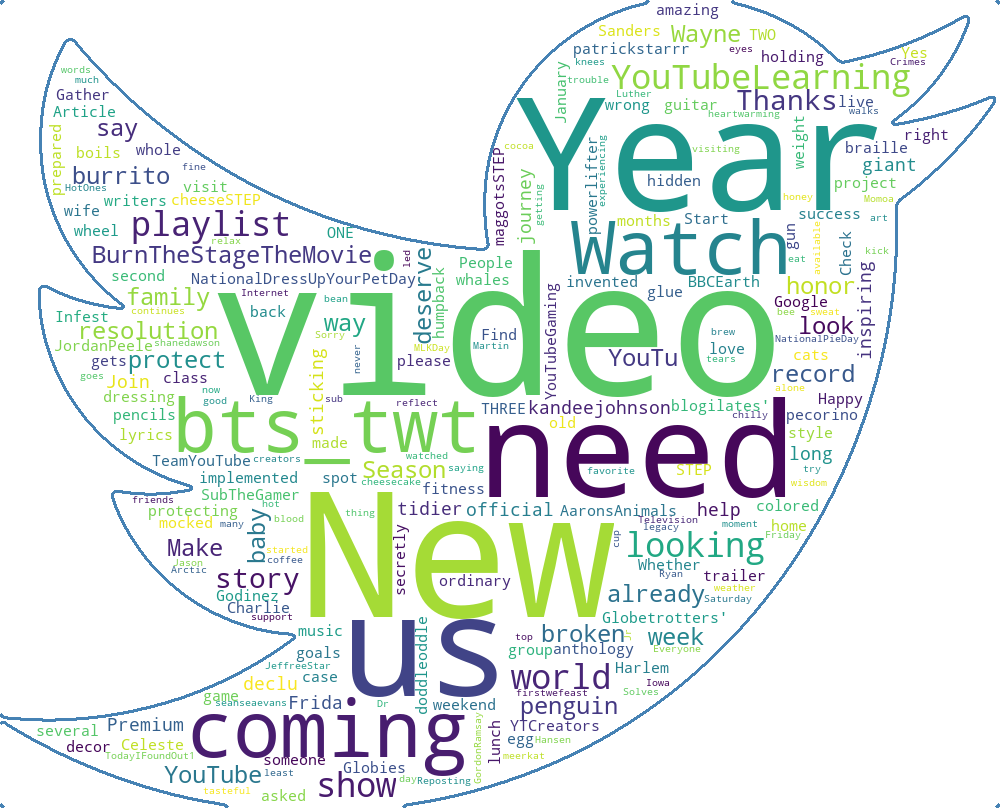 amazing
Sanders Wayne TWO
patrickstarrr eyes holding Yes
knees Crimes
words
much January trouble YouTubeLearning
Gather Luther Thanks live
Article wrong guitar heartwarming walks
say Year right
prepared boils whole cocoa visiting weight braille
fine maggotsSTEP experiencing giant
burrito HotOnes powerlifter hidden project
visit getting honey Momoa
writers cheeseSTEP
wife playlist journey months Start success art
wheel ONE Watch gun Check kick
relax available
BurnTheStageTheMovie led eat
second NationalDressUpYourPetDay deserve humpback People whales invented BBCEarth bee sweat honor inspiring
Internet video glue Google
family continues bean
Infest back way Find YouTubeGaming brew look
resolution Sorry love NationalPieDay
JordanPeele shanedawson MLKDay Martin YouTu tears cats
gets protect never please record
Join class alone
goes now King sub reflect Happy
dressing good sticking THREE kandeejohnson blogilates' chilly pecorino
pencils bts_twt old style
lyrics made need long
TeamYouTube creators watched saying
implemented spot Season favorite STEP try
cheesecake wisdom
SubTheGamer fitness
friends hot thing colored
protecting many blood New tidier official AaronsAnimals help
mocked baby Television legacy moment home
Friday
Make started secretly cup looking
Jason coffee Whether
Arctic story ordinary Ryan trailer weather
Godinez already Saturday
Charlie support us Globetrotters'
music doddleoddle top broken Jr week
goals group anthology Everyone
JeffreeStar case world Harlem
declu Iowa
game seanseaevans Frida Dr weekend firstwefeast Solves
penguin
several Premium coming lunch YTCreators
decor Celeste egg Hansen
TodayIFoundOut1 someone Globies GordonRamsay meerkat
YouTube least show day Reposting
tasteful asked